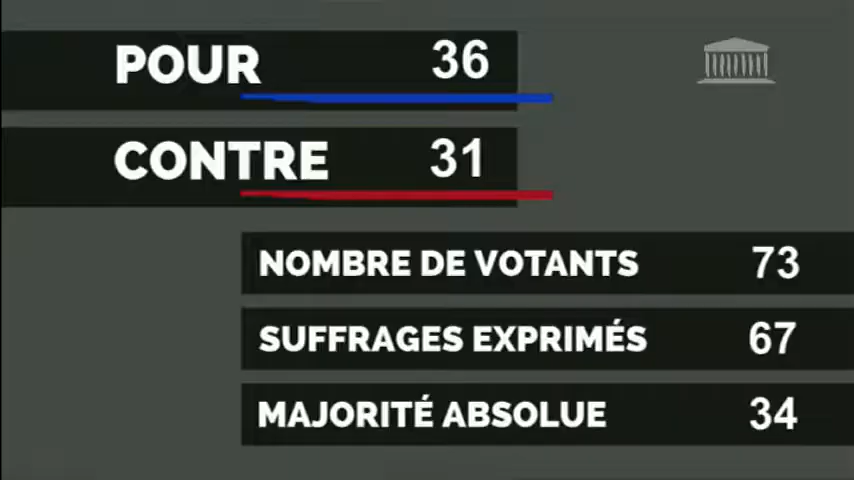 POUR 36
CONTRE 31
NOMBRE DE VOTANTS 73
SUFFRAGES EXPRIMÉS 67
MAJORITÉ ABSOLUE 34